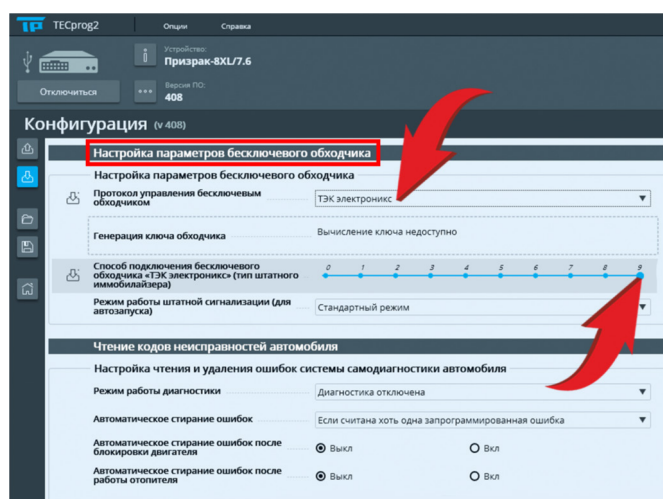 TECprog2
Опции
Справка
Устройство:
Призрак-8XL/7.6
Отключиться
Версия ПО:
408
Конфигурация (v 408)
Настройка параметров бесключевого обходчика
Настройка параметров бесключевого обходчика
Протокол управления бесключевым
обходчиком
ТЭК электроникс
Генерация ключа обходчика
Вычисление ключа недоступно
Способ подключения бесключевого
обходчика «ТЭК электроникс» (тип штатного
иммобилайзера)
0 1 2 3 4 5 6 7 8 9
Режим работы штатной сигнализации (для
автозапуска)
Стандартный режим
Чтение кодов неисправностей автомобиля
Настройка чтения и удаления ошибок системы самодиагностики автомобиля
Режим работы диагностики
Диагностика отключена
Автоматическое стирание ошибок
Если считана хоть одна запрограммированная ошибка
Автоматическое стирание ошибок после
блокировки двигателя
Выкл
Вкл
Автоматическое стирание ошибок после
работы отопителя
Выкл
Вкл